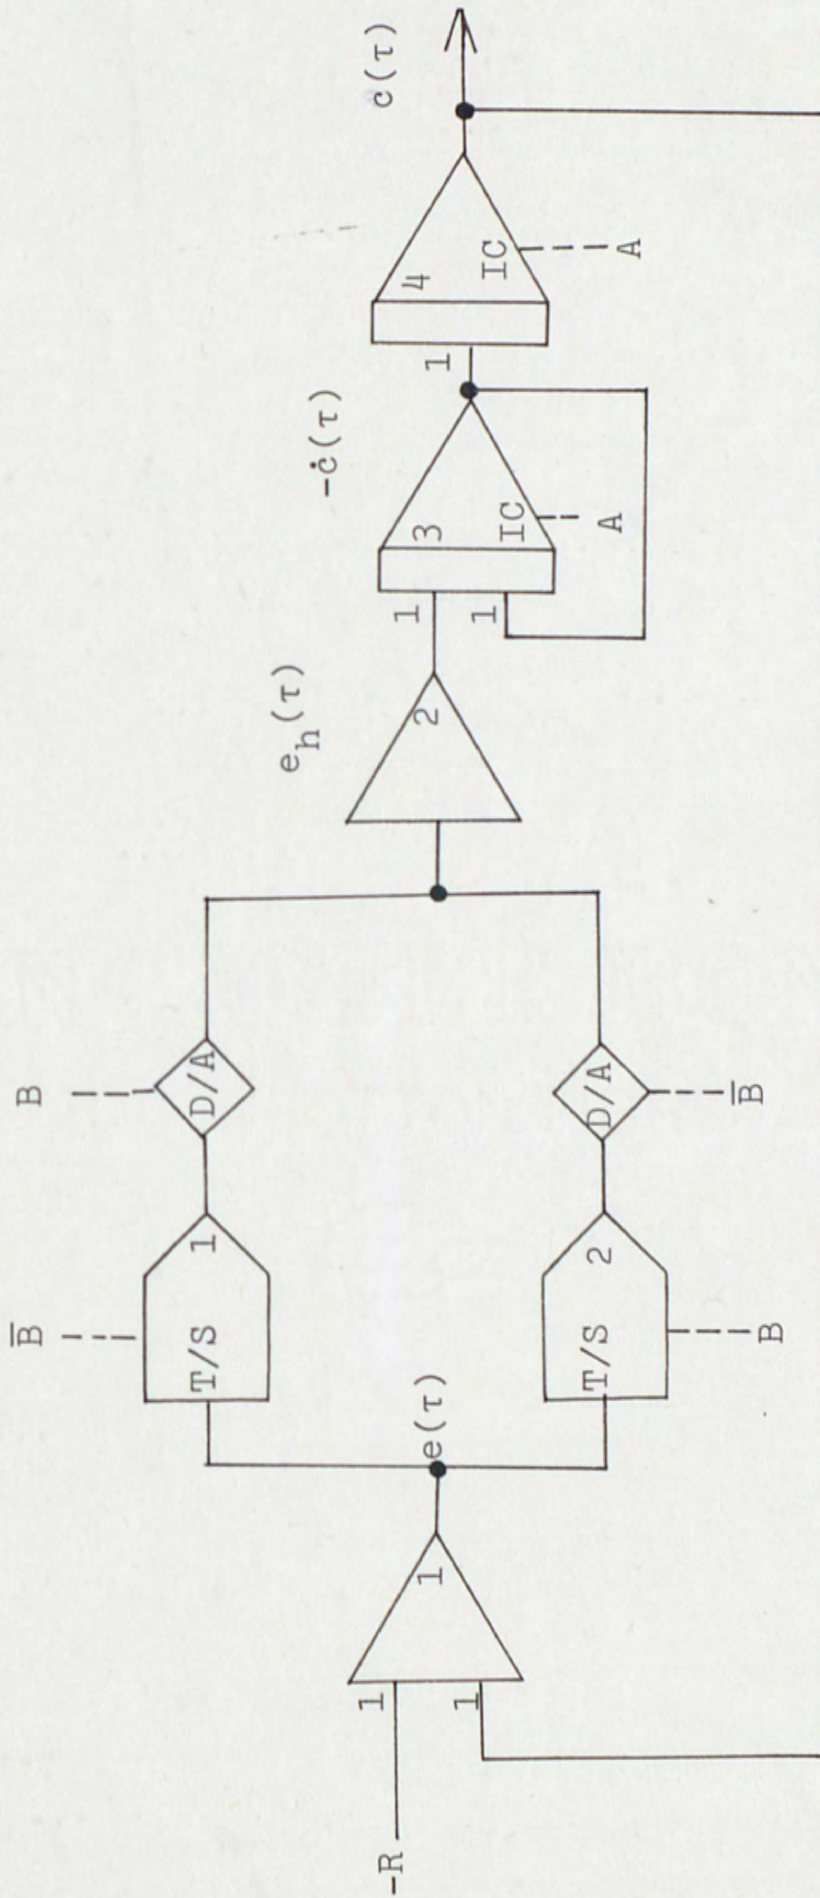 B̄
B
T/S 1
D/A
e_h(τ)
-ċ(τ)
c(τ)
-R
1
1
1
e(τ)
2
1
1
3
IC
A
1
4
IC
A
T/S 2
D/A
B
B̄